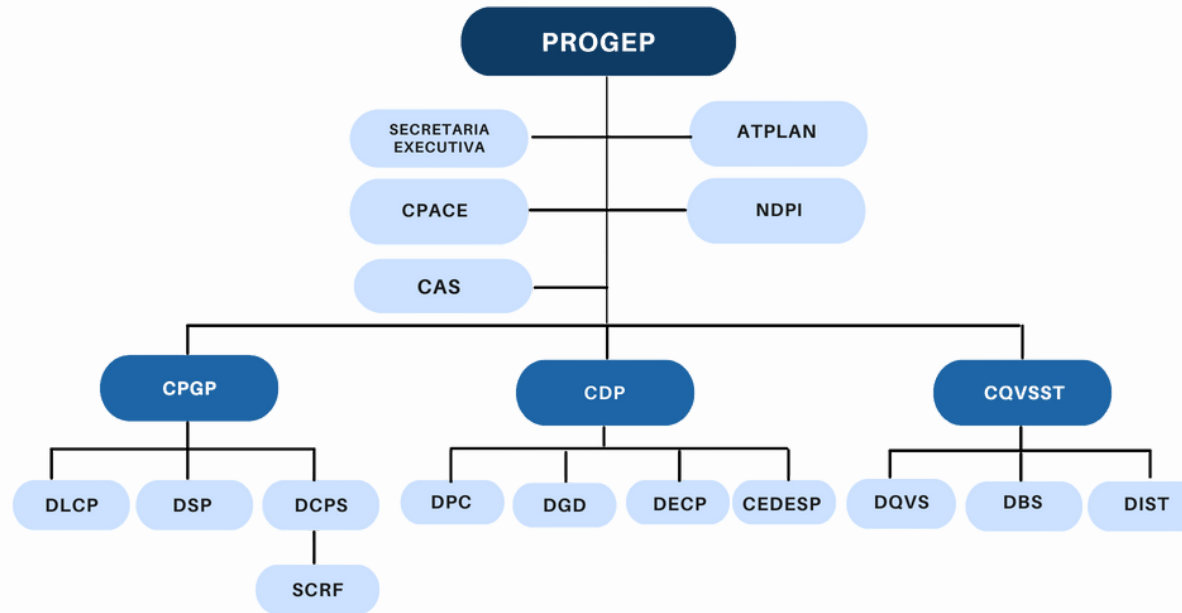 PROGEP
SECRETARIA
EXECUTIVA
ATPLAN
CPACE
NDPI
CAS
CPGP
CDP
CQVSST
DLCP
DSP
DCPS
DPC
DGD
DECP
CEDESP
DQVS
DBS
DIST
SCRF